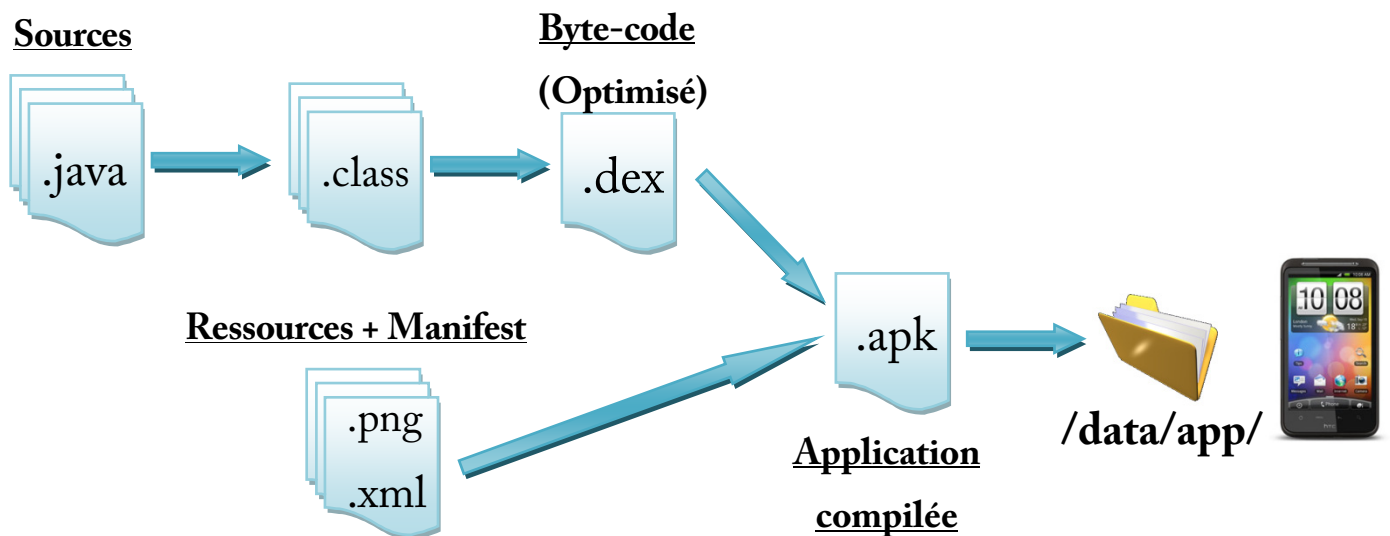 Sources
Byte-code
(Optimisé)
.java
.class
.dex
Ressources + Manifest
.png
.xml
.apk
Application
compilée
/data/app/
10 08